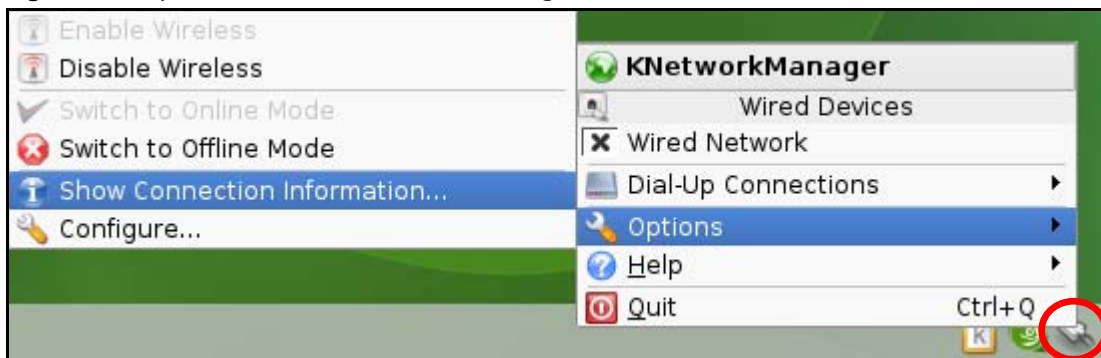 Enable Wireless
Disable Wireless
Switch to Online Mode
Switch to Offline Mode
Show Connection Information...
Configure...
KNetworkManager
Wired Devices
Wired Network
Dial-Up Connections
Options
Help
Quit Ctrl+Q
K